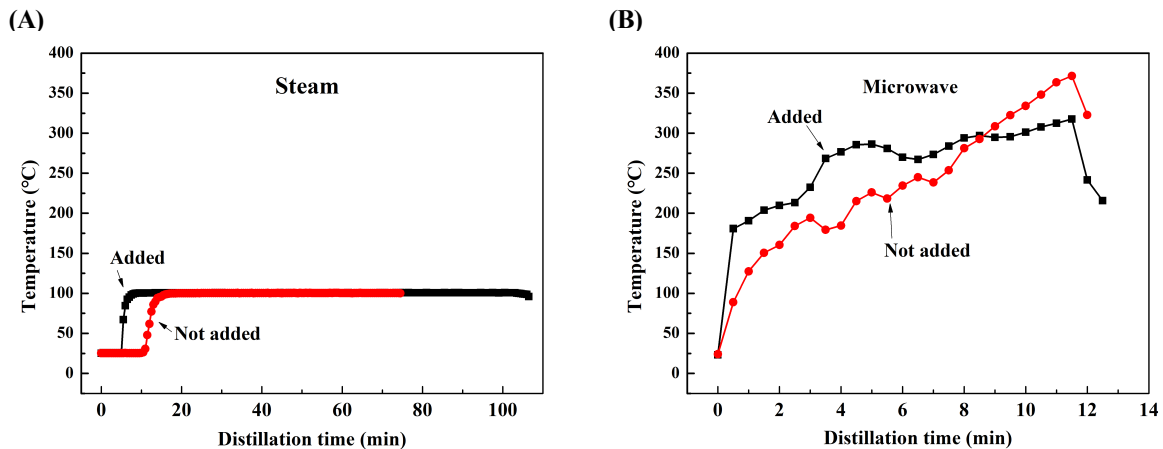 (A)
Steam
Added
Not added
Temperature (℃)
400
350
300
250
200
150
100
50
0
0 20 40 60 80 100
Distillation time (min)
(B)
Microwave
Added
Not added
Temperature (℃)
400
350
300
250
200
150
100
50
0
0 2 4 6 8 10 12 14
Distillation time (min)